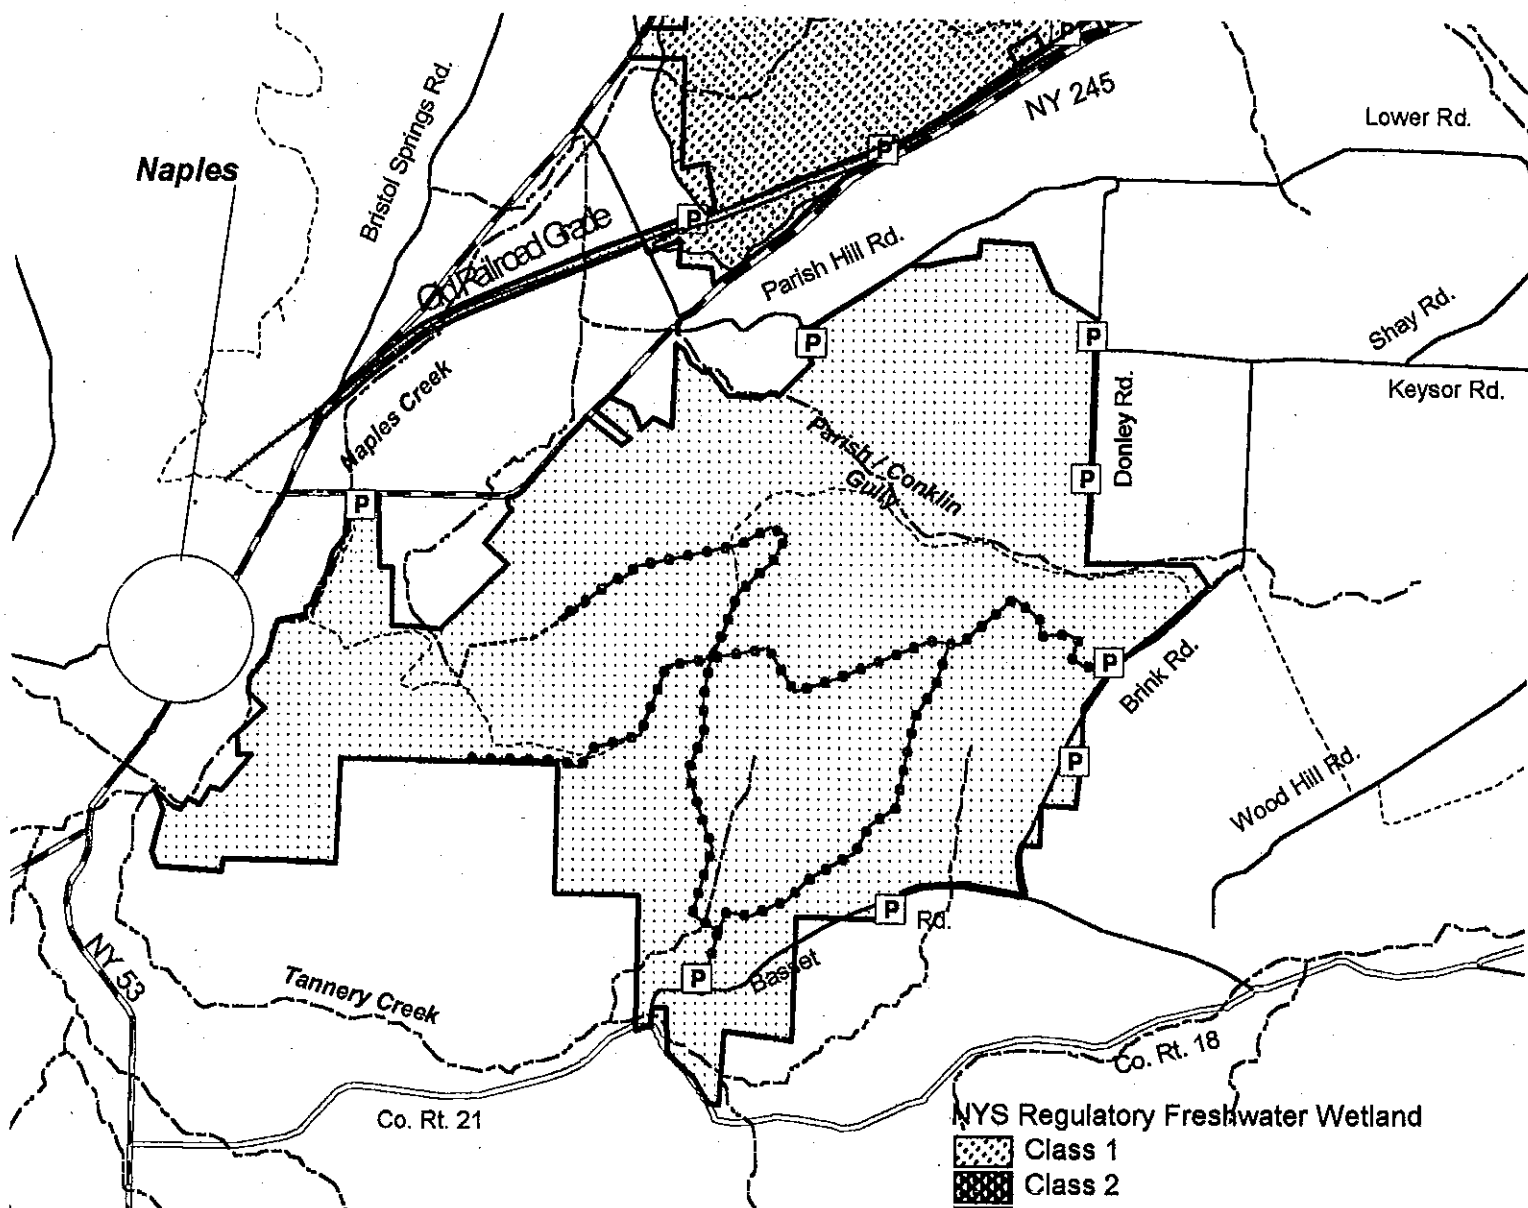 P
NY 245
Lower Rd.
Bristol Springs Rd.
Naples
P
P
Old Railroad Grade
Parish Hill Rd.
Shay Rd.
P
P
Keysor Rd.
Naples Creek
Donley Rd.
Parish / Conklin
Gully
P
P
P
Brink Rd.
P
Wood Hill Rd.
P
Rd.
Basset
P
NY 53
Tannery Creek
Co. Rt. 18
Co. Rt. 21
NYS Regulatory Freshwater Wetland
Class 1
Class 2